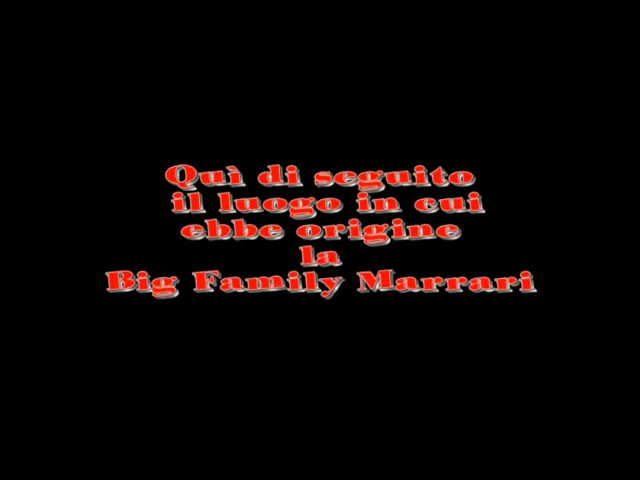 Quì di seguito
il luogo in cui
ebbe origine
la
Big Family Marrari